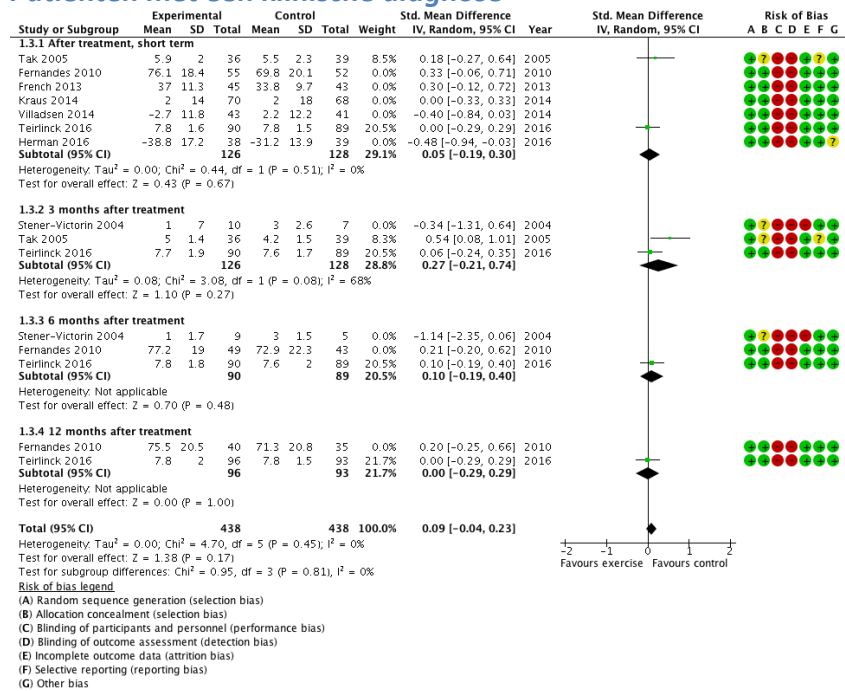 Patiënten met een klinische diagnose
Experimental Control Std. Mean Difference Std. Mean Difference Risk of Bias
Study or Subgroup Mean SD Total Mean SD Total Weight IV, Random, 95% CI Year IV, Random, 95% CI A B C D E F G
1.3.1 After treatment, short term
Tak 2005 5.9 2 36 5.5 2.3 39 8.5% 0.18 [-0.27, 0.64] 2005 + ? - - + ? +
Fernandes 2010 76.1 18.4 55 69.8 20.1 52 0.0% 0.33 [-0.06, 0.71] 2010 + + - - + + +
French 2013 37 11.3 45 33.8 9.7 43 0.0% 0.30 [-0.12, 0.72] 2013 + + - - + + +
Kraus 2014 2 14 70 2 18 68 0.0% 0.00 [-0.33, 0.33] 2014 + + - - + + +
Villadsen 2014 -2.7 11.8 43 2.2 12.2 41 0.0% -0.40 [-0.84, 0.03] 2014 + + - - + + +
Teirlinck 2016 7.8 1.6 90 7.8 1.5 89 20.5% 0.00 [-0.29, 0.29] 2016 + + - - + + +
Herman 2016 -38.8 17.2 38 -31.2 13.9 39 0.0% -0.48 [-0.94, -0.03] 2016 + + - - + + ?
Subtotal (95% CI) 126 128 29.1% 0.05 [-0.19, 0.30]
Heterogeneity: Tau² = 0.00; Chi² = 0.44, df = 1 (P = 0.51); I² = 0%
Test for overall effect: Z = 0.43 (P = 0.67)
1.3.2 3 months after treatment
Stener-Victorin 2004 1 7 10 3 2.6 7 0.0% -0.34 [-1.31, 0.64] 2004 + ? - - - + +
Tak 2005 5 1.4 36 4.2 1.5 39 8.3% 0.54 [0.08, 1.01] 2005 + ? - - + ? +
Teirlinck 2016 7.7 1.9 90 7.6 1.7 89 20.5% 0.06 [-0.24, 0.35] 2016 + + - - + + +
Subtotal (95% CI) 126 128 28.8% 0.27 [-0.21, 0.74]
Heterogeneity: Tau² = 0.08; Chi² = 3.08, df = 1 (P = 0.08); I² = 68%
Test for overall effect: Z = 1.10 (P = 0.27)
1.3.3 6 months after treatment
Stener-Victorin 2004 1 1.7 9 3 1.5 5 0.0% -1.14 [-2.35, 0.06] 2004 + ? - - - + +
Fernandes 2010 77.2 19 49 72.9 22.3 43 0.0% 0.21 [-0.20, 0.62] 2010 + + - - + + +
Teirlinck 2016 7.8 1.8 90 7.6 2 89 20.5% 0.10 [-0.19, 0.40] 2016 + + - - + + +
Subtotal (95% CI) 90 89 20.5% 0.10 [-0.19, 0.40]
Heterogeneity: Not applicable
Test for overall effect: Z = 0.70 (P = 0.48)
1.3.4 12 months after treatment
Fernandes 2010 75.5 20.5 40 71.3 20.8 35 0.0% 0.20 [-0.25, 0.66] 2010 + + - - + + +
Teirlinck 2016 7.8 2 96 7.8 1.5 93 21.7% 0.00 [-0.29, 0.29] 2016 + + - - + + +
Subtotal (95% CI) 96 93 21.7% 0.00 [-0.29, 0.29]
Heterogeneity: Not applicable
Test for overall effect: Z = 0.00 (P = 1.00)
Total (95% CI) 438 438 100.0% 0.09 [-0.04, 0.23]
Heterogeneity: Tau² = 0.00; Chi² = 4.70, df = 5 (P = 0.45); I² = 0%
Test for overall effect: Z = 1.38 (P = 0.17)
Test for subgroup differences: Chi² = 0.95, df = 3 (P = 0.81), I² = 0%
-2 -1 0 1 2
Favours exercise Favours control
Risk of bias legend
(A) Random sequence generation (selection bias)
(B) Allocation concealment (selection bias)
(C) Blinding of participants and personnel (performance bias)
(D) Blinding of outcome assessment (detection bias)
(E) Incomplete outcome data (attrition bias)
(F) Selective reporting (reporting bias)
(G) Other bias